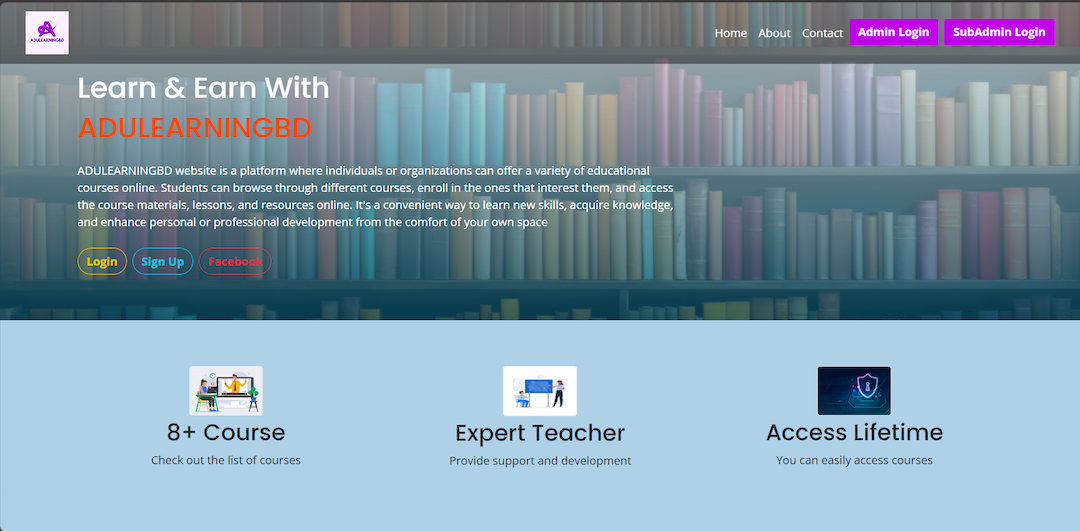 ADULEARNINGBD
Home About Contact Admin Login SubAdmin Login
Learn & Earn With
ADULEARNINGBD
ADULEARNINGBD website is a platform where individuals or organizations can offer a variety of educational
courses online. Students can browse through different courses, enroll in the ones that interest them, and access
the course materials, lessons, and resources online. It's a convenient way to learn new skills, acquire knowledge,
and enhance personal or professional development from the comfort of your own space
Login Sign Up Facebook
8+ Course
Check out the list of courses
Expert Teacher
Provide support and development
Access Lifetime
You can easily access courses